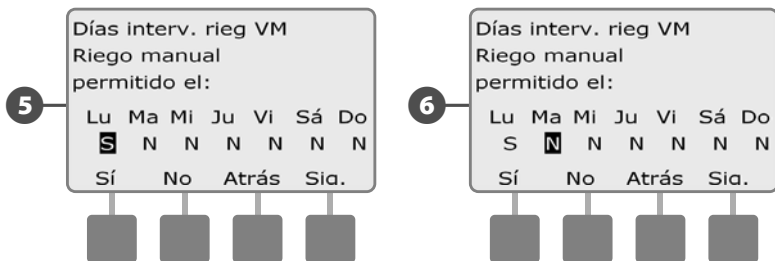 Días interv. rieg VM
Riego manual
permitido el:
Lu Ma Mi Ju Vi Sá Do
S N N N N N N
Sí No Atrás Sig.
5
Días interv. rieg VM
Riego manual
permitido el:
Lu Ma Mi Ju Vi Sá Do
S N N N N N N
Sí No Atrás Sig.
6